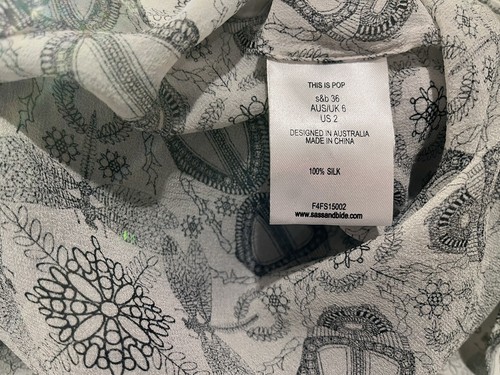 THIS IS POP
s&b 36
AUS/UK 6
US 2
DESIGNED IN AUSTRALIA
MADE IN CHINA
100% SILK
F4FS15002
www.sassandbide.com